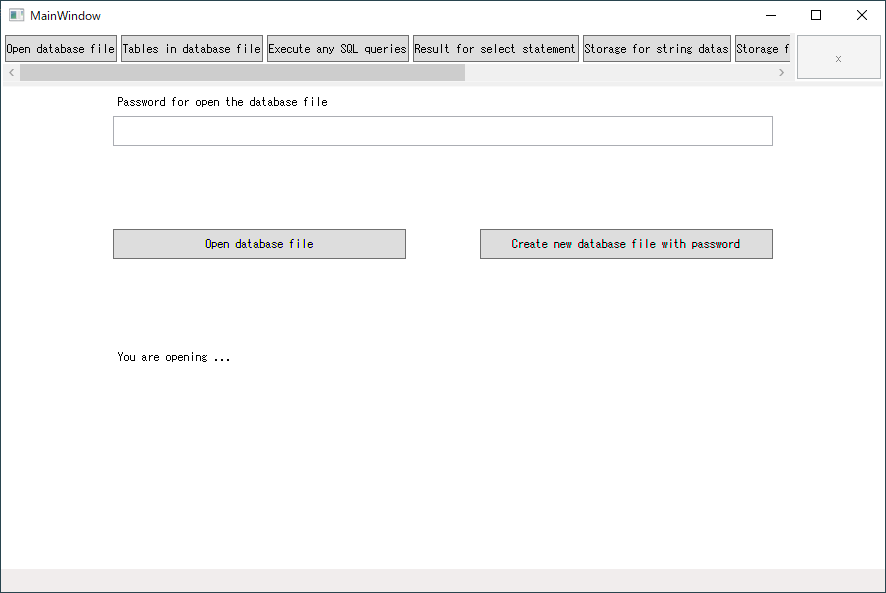 MainWindow
Open database file
Tables in database file
Execute any SQL queries
Result for select statement
Storage for string datas
Storage f
x
Password for open the database file
Open database file
Create new database file with password
You are opening ...